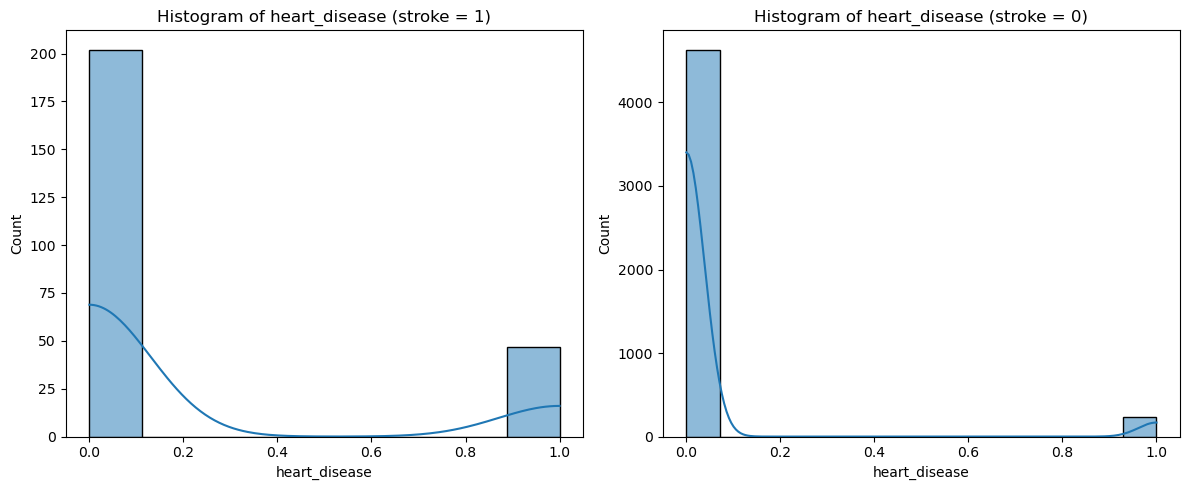 Histogram of heart_disease (stroke = 1)
200
175
150
125
100
75
50
25
0
Count
0.0 0.2 0.4 0.6 0.8 1.0
heart_disease
Histogram of heart_disease (stroke = 0)
4000
3000
2000
1000
0
Count
0.0 0.2 0.4 0.6 0.8 1.0
heart_disease